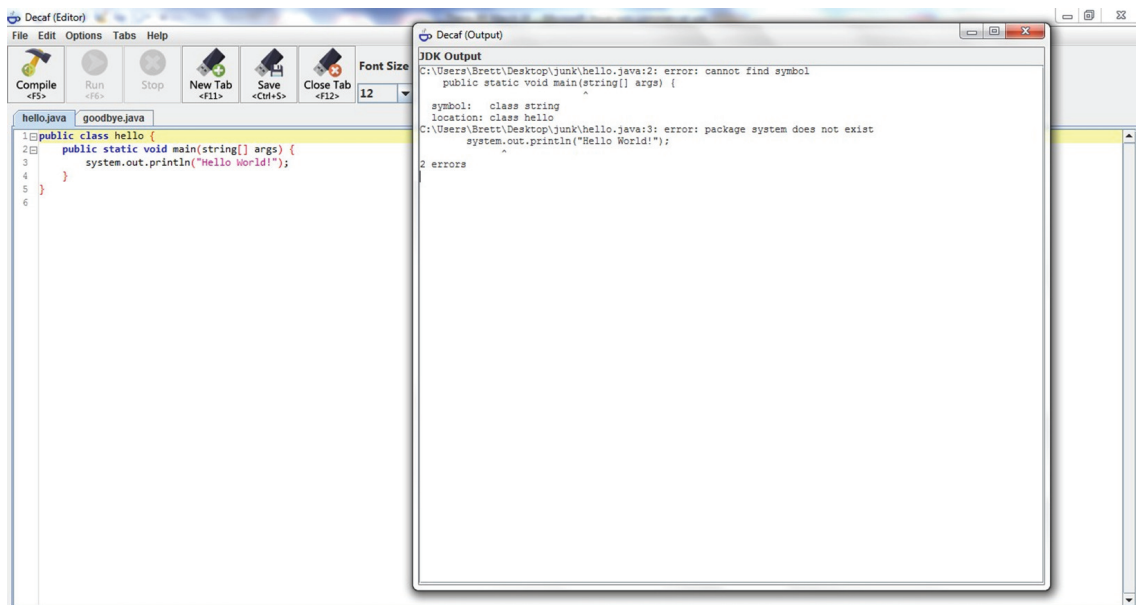 Decaf (Editor)
File Edit Options Tabs Help
Compile
<F5>
Run
<F6>
Stop
New Tab
<F11>
Save
<Ctrl+S>
Close Tab
<F12>
Font Size
12
hello.java
goodbye.java
1 public class hello {
2 public static void main(string[] args) {
3 system.out.println("Hello World!");
4 }
5 }
6
Decaf (Output)
JDK Output
C:\Users\Brett\Desktop\junk\hello.java:2: error: cannot find symbol
public static void main(string[] args) {
^
symbol: class string
location: class hello
C:\Users\Brett\Desktop\junk\hello.java:3: error: package system does not exist
system.out.println("Hello World!");
^
2 errors